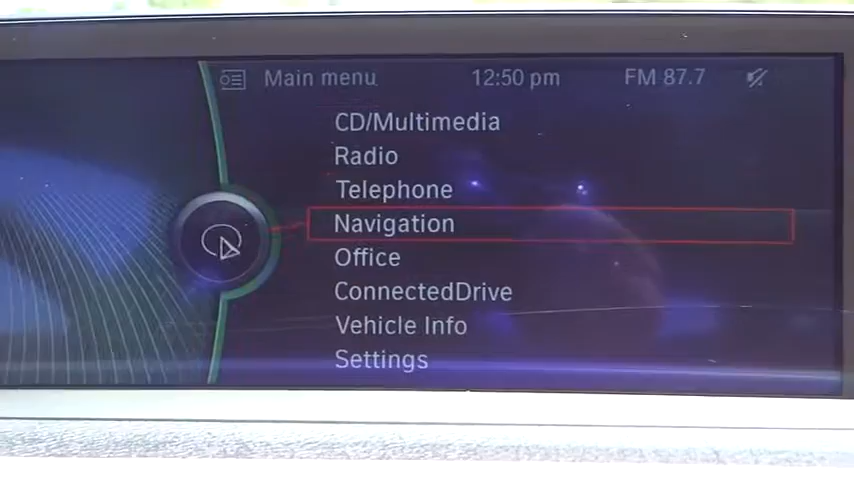 Main menu 12:50 pm FM 87.7
CD/Multimedia
Radio
Telephone
Navigation
Office
ConnectedDrive
Vehicle Info
Settings